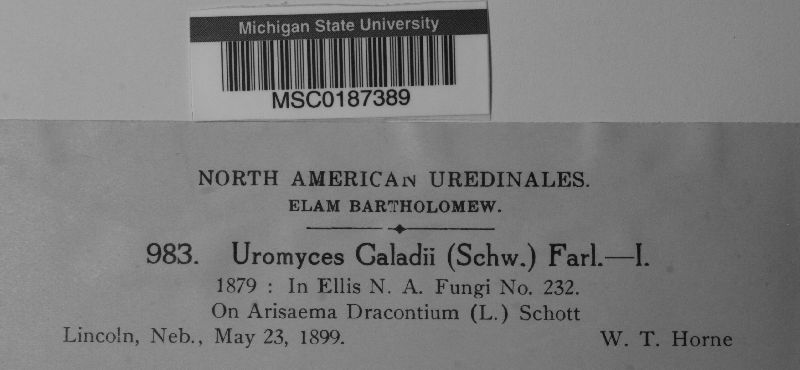 Michigan State University
MSC0187389
NORTH AMERICAN UREDINALES.
ELAM BARTHOLOMEW.
983. Uromyces Caladii (Schw.) Farl.—I.
1879 : In Ellis N. A. Fungi No. 232.
On Arisaema Dracontium (L.) Schott
Lincoln, Neb., May 23, 1899. W. T. Horne